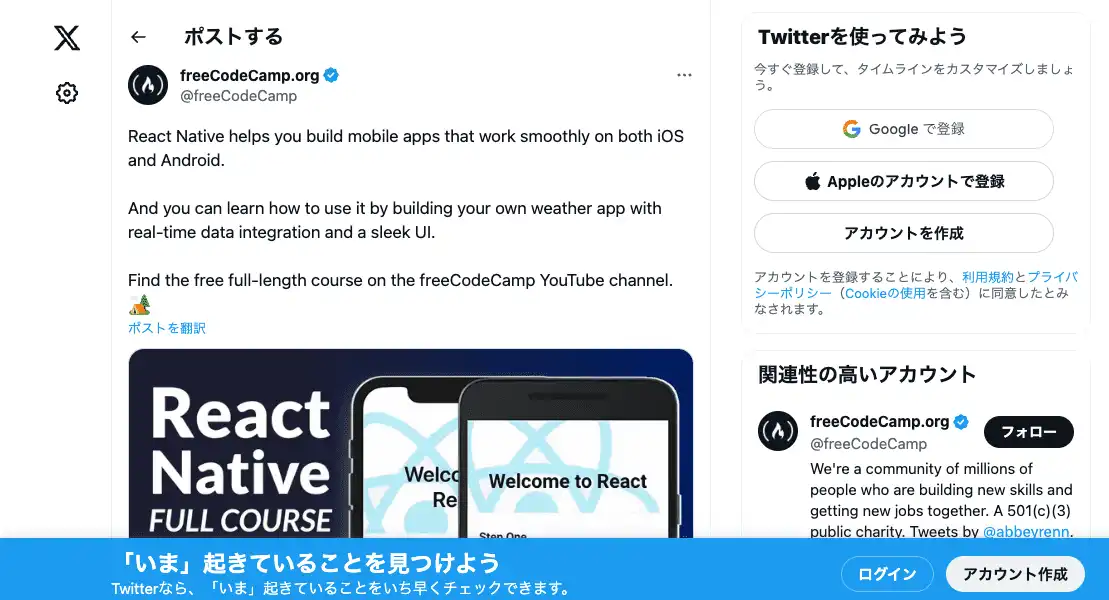 ポストする
freeCodeCamp.org
@freeCodeCamp
React Native helps you build mobile apps that work smoothly on both iOS
and Android.
And you can learn how to use it by building your own weather app with
real-time data integration and a sleek UI.
Find the free full-length course on the freeCodeCamp YouTube channel.
🏕️
ポストを翻訳
React
Native
FULL COURSE
Welco
Re
Welcome to React
Step One
Twitterを使ってみよう
今すぐ登録して、タイムラインをカスタマイズしましょ
う。
Google で登録
Appleのアカウントで登録
アカウントを作成
アカウントを登録することにより、利用規約とプライバ
シーポリシー（Cookieの使用を含む）に同意したとみ
なされます。
関連性の高いアカウント
freeCodeCamp.org
フォロー
@freeCodeCamp
We're a community of millions of
people who are building new skills and
getting new jobs together. A 501(c)(3)
public charity. Tweets by @abbeyrenn.
「いま」起きていることを見つけよう
Twitterなら、「いま」起きていることをいち早くチェックできます。
ログイン
アカウント作成